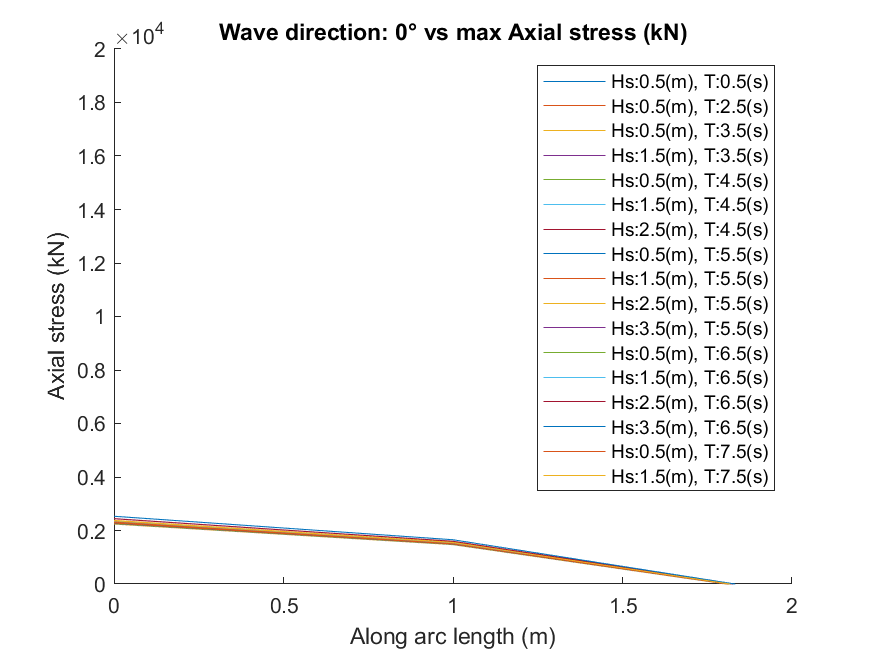 Wave direction: 0° vs max Axial stress (kN)
×10⁴
2
1.8
1.6
1.4
1.2
1
0.8
0.6
0.4
0.2
0
Axial stress (kN)
Hs:0.5(m), T:0.5(s)
Hs:0.5(m), T:2.5(s)
Hs:0.5(m), T:3.5(s)
Hs:1.5(m), T:3.5(s)
Hs:0.5(m), T:4.5(s)
Hs:1.5(m), T:4.5(s)
Hs:2.5(m), T:4.5(s)
Hs:0.5(m), T:5.5(s)
Hs:1.5(m), T:5.5(s)
Hs:2.5(m), T:5.5(s)
Hs:3.5(m), T:5.5(s)
Hs:0.5(m), T:6.5(s)
Hs:1.5(m), T:6.5(s)
Hs:2.5(m), T:6.5(s)
Hs:3.5(m), T:6.5(s)
Hs:0.5(m), T:7.5(s)
Hs:1.5(m), T:7.5(s)
0 0.5 1 1.5 2
Along arc length (m)